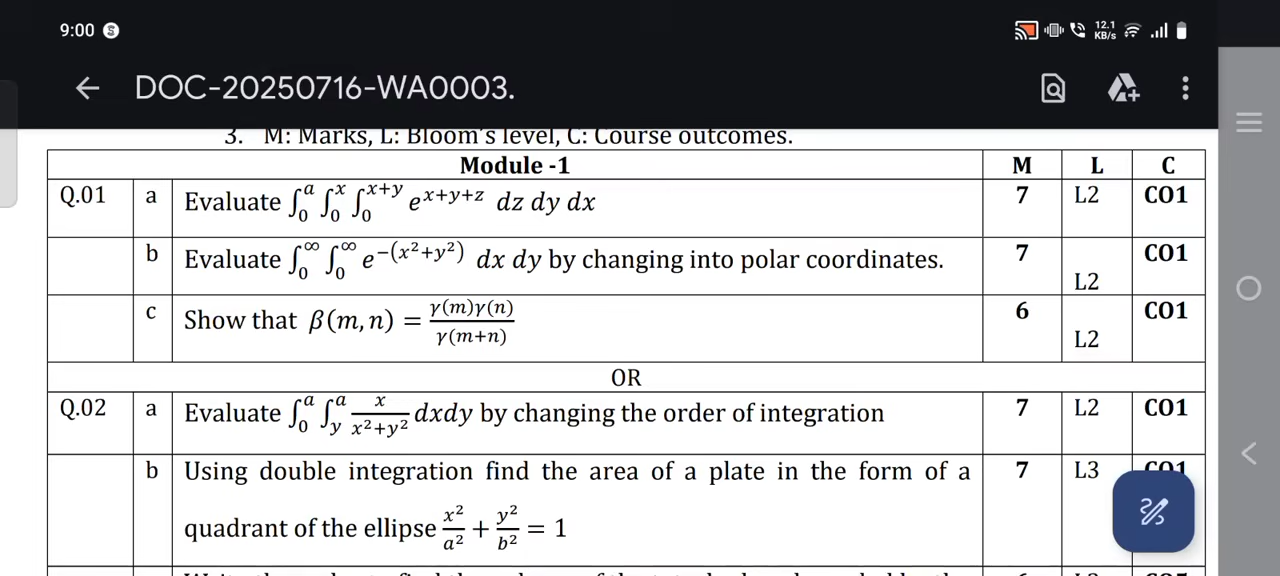 9:00
12.1
KB/s
DOC-20250716-WA0003.
3. M: Marks, L: Bloom's level, C: Course outcomes.
Module -1 M L C
Q.01 a Evaluate ∫₀ᵃ ∫₀ˣ ∫₀ˣ⁺ʸ eˣ⁺ʸ⁺ᶻ dz dy dx 7 L2 CO1
b Evaluate ∫₀^∞ ∫₀^∞ e^−(x²+y²) dx dy by changing into polar coordinates. 7 L2 CO1
c Show that β(m, n) = γ(m)γ(n)/γ(m+n) 6 L2 CO1
OR
Q.02 a Evaluate ∫₀^a ∫_y^a x/(x²+y²) dxdy by changing the order of integration 7 L2 CO1
b Using double integration find the area of a plate in the form of a 7 L3 CO1
quadrant of the ellipse x²/a² + y²/b² = 1